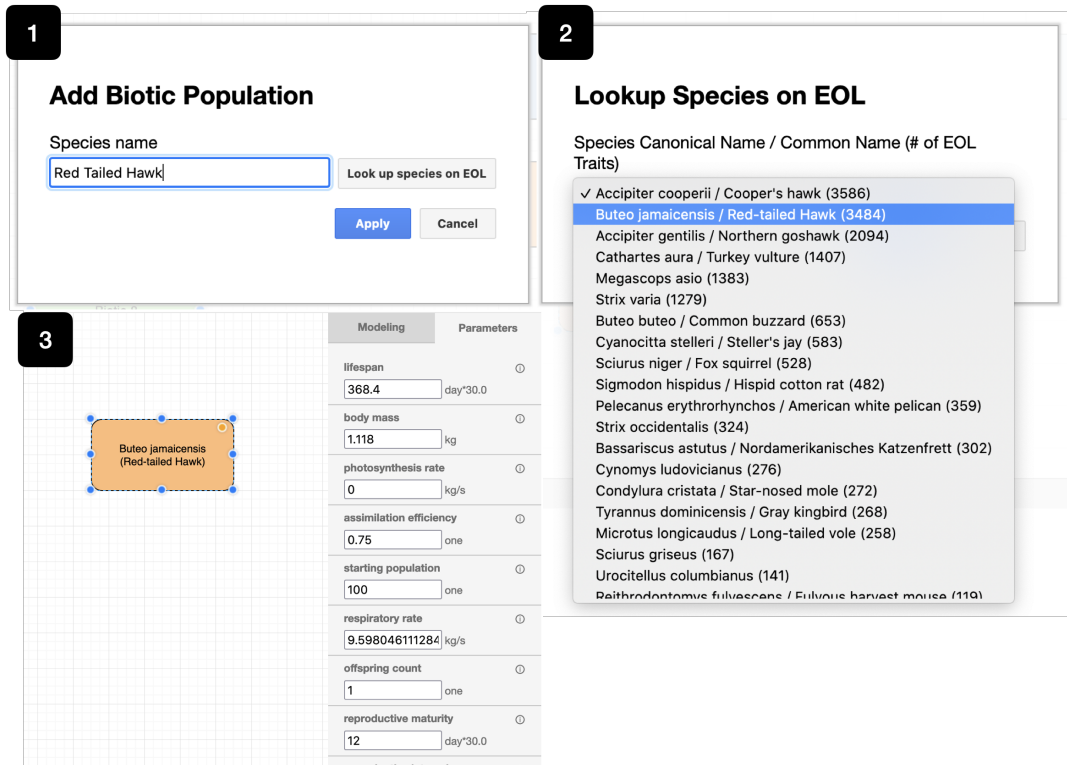 1
Add Biotic Population
Species name
Red Tailed Hawk
Look up species on EOL
Apply
Cancel
2
Lookup Species on EOL
Species Canonical Name / Common Name (# of EOL
Traits)
✓ Accipiter cooperii / Cooper's hawk (3586)
Buteo jamaicensis / Red-tailed Hawk (3484)
Accipiter gentilis / Northern goshawk (2094)
Cathartes aura / Turkey vulture (1407)
Megascops asio (1383)
Strix varia (1279)
Buteo buteo / Common buzzard (653)
Cyanocitta stelleri / Steller's jay (583)
Sciurus niger / Fox squirrel (528)
Sigmodon hispidus / Hispid cotton rat (482)
Pelecanus erythrorhynchos / American white pelican (359)
Strix occidentalis (324)
Bassariscus astutus / Nordamerikanisches Katzenfrett (302)
Cynomys ludovicianus (276)
Condylura cristata / Star-nosed mole (272)
Tyrannus dominicensis / Gray kingbird (268)
Microtus longicaudus / Long-tailed vole (258)
Sciurus griseus (167)
Urocitellus columbianus (141)
Reithrodontomys fulvescens / Fulvous harvest mouse (119)
3
Buteo jamaicensis
(Red-tailed Hawk)
Modeling
Parameters
lifespan
368.4 day*30.0
body mass
1.118 kg
photosynthesis rate
0 kg/s
assimilation efficiency
0.75 one
starting population
100 one
respiratory rate
9.598046111284 kg/s
offspring count
1 one
reproductive maturity
12 day*30.0